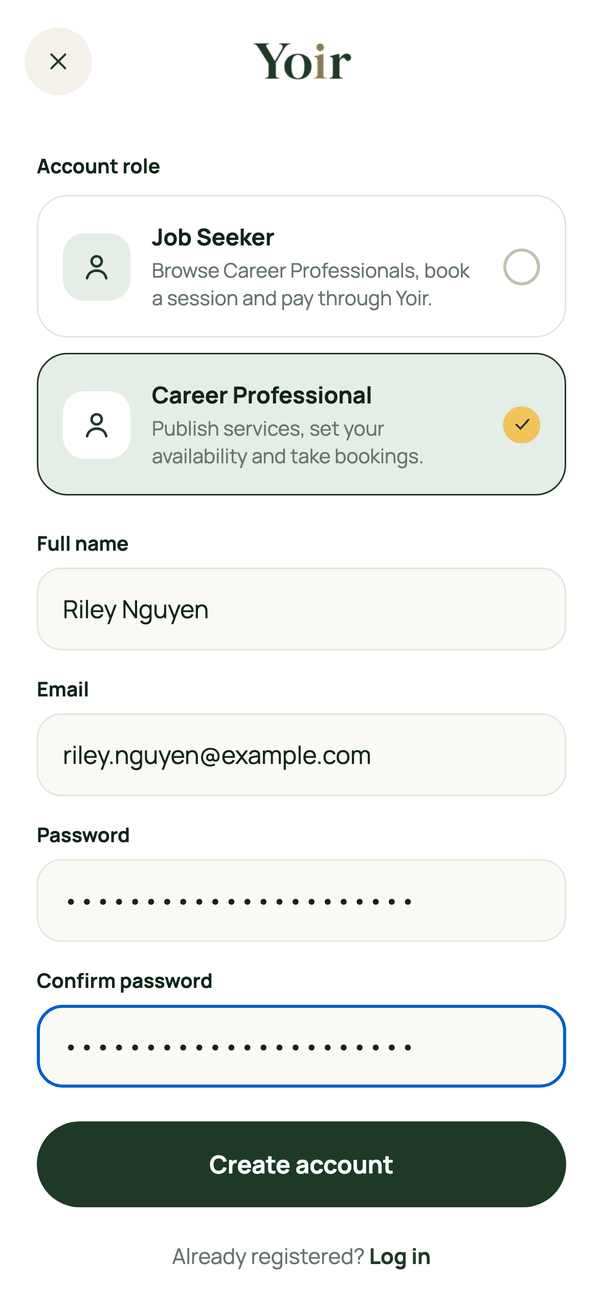 Yoir
Account role
Job Seeker
Browse Career Professionals, book
a session and pay through Yoir.
Career Professional
Publish services, set your
availability and take bookings.
Full name
Riley Nguyen
Email
riley.nguyen@example.com
Password
••••••••••••••••••••••
Confirm password
••••••••••••••••••••••
Create account
Already registered? Log in